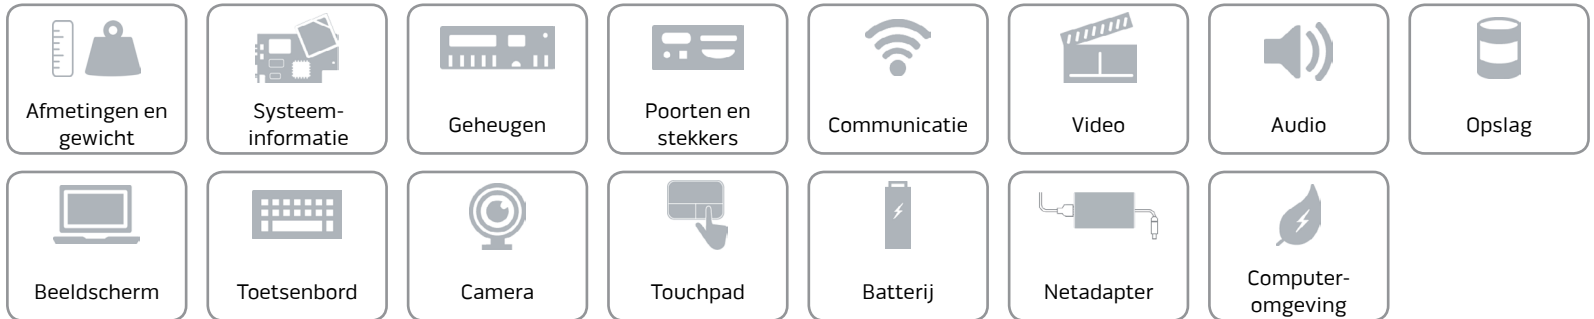 Afmetingen en
gewicht
Systeem-
informatie
Geheugen
Poorten en
stekkers
Communicatie
Video
Audio
Opslag
Beeldscherm
Toetsenbord
Camera
Touchpad
Batterij
Netadapter
Computer-
omgeving